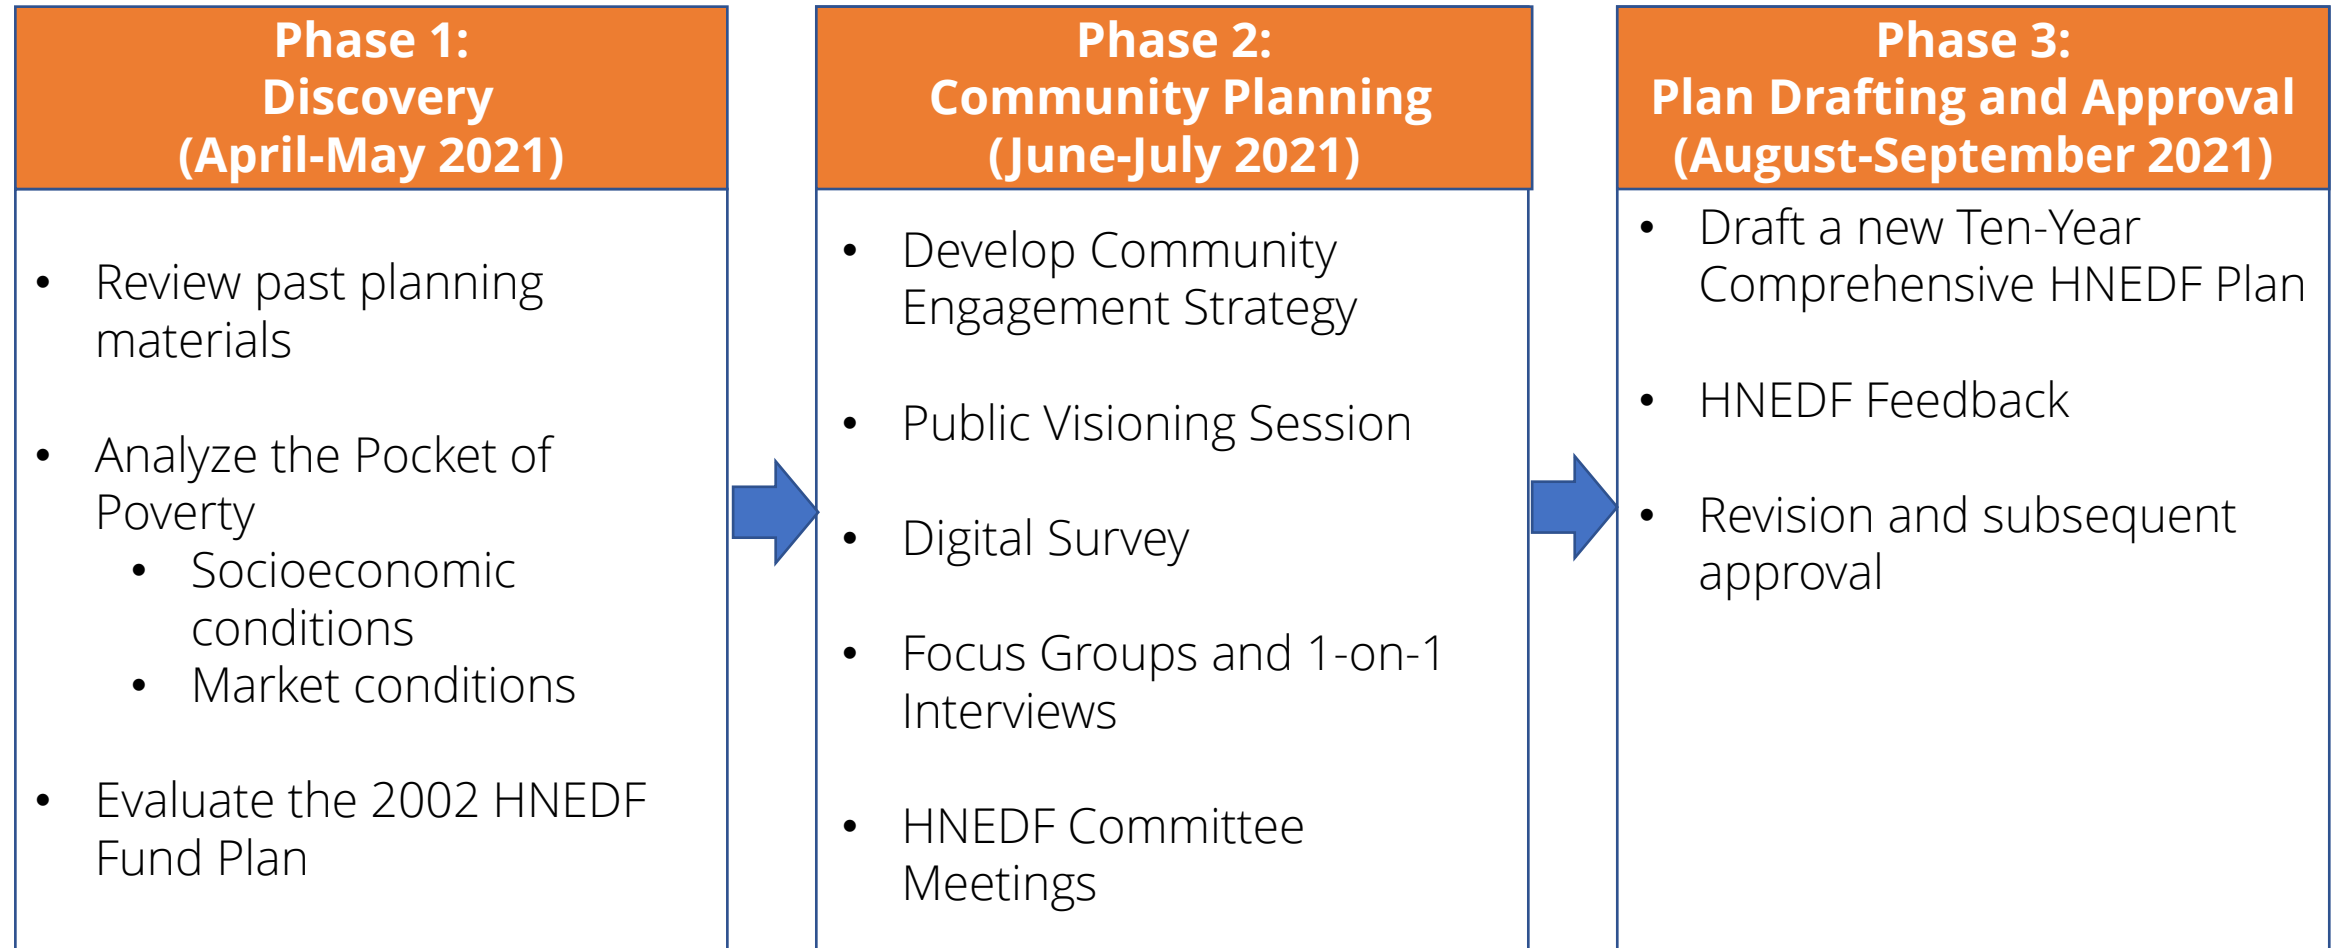 Phase 1:
Discovery
(April-May 2021)
• Review past planning
materials
• Analyze the Pocket of
Poverty
• Socioeconomic
conditions
• Market conditions
• Evaluate the 2002 HNEDF
Fund Plan
Phase 2:
Community Planning
(June-July 2021)
• Develop Community
Engagement Strategy
• Public Visioning Session
• Digital Survey
• Focus Groups and 1-on-1
Interviews
• HNEDF Committee
Meetings
Phase 3:
Plan Drafting and Approval
(August-September 2021)
• Draft a new Ten-Year
Comprehensive HNEDF Plan
• HNEDF Feedback
• Revision and subsequent
approval